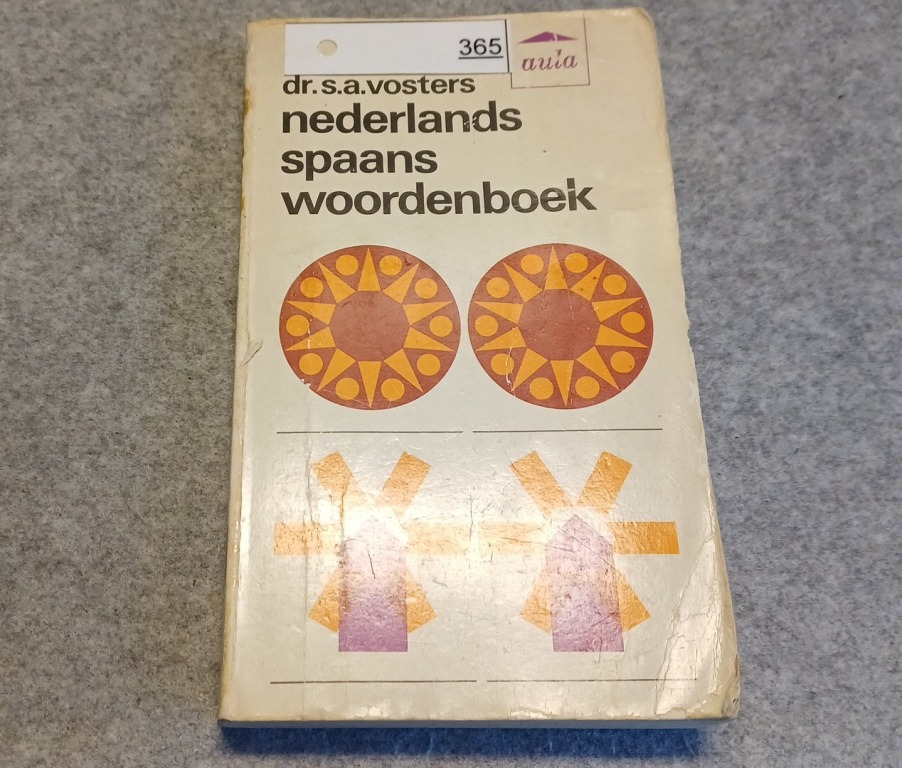 365
aula
dr. s.a. vosters
nederlands
spaans
woordenboek